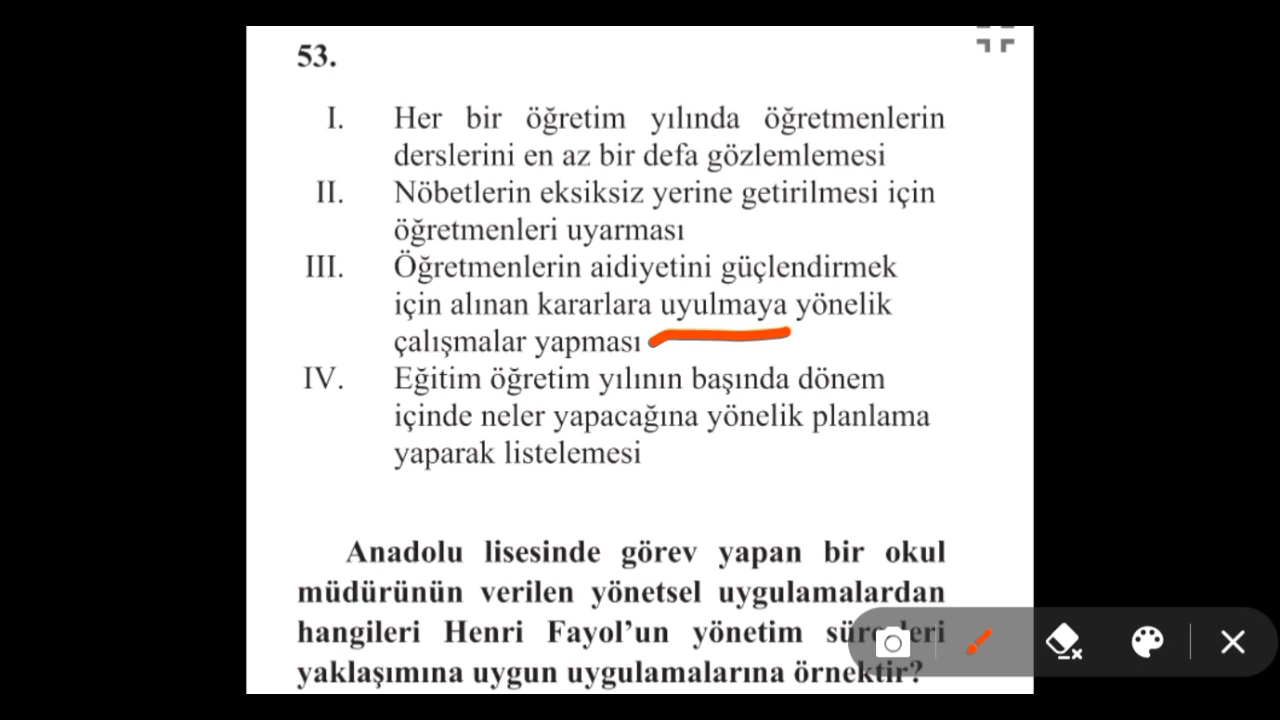 53.
I. Her bir öğretim yılında öğretmenlerin
derslerini en az bir defa gözlemlemesi
II. Nöbetlerin eksiksiz yerine getirilmesi için
öğretmenleri uyarması
III. Öğretmenlerin aidiyetini güçlendirmek
için alınan kararlara uyulmaya yönelik
çalışmalar yapması
IV. Eğitim öğretim yılının başında dönem
içinde neler yapacağına yönelik planlama
yaparak listelemesi
Anadolu lisesinde görev yapan bir okul
müdürünün verilen yönetsel uygulamalardan
hangileri Henri Fayol’un yönetim süreçleri
yaklaşımına uygun uygulamalarına örnektir?